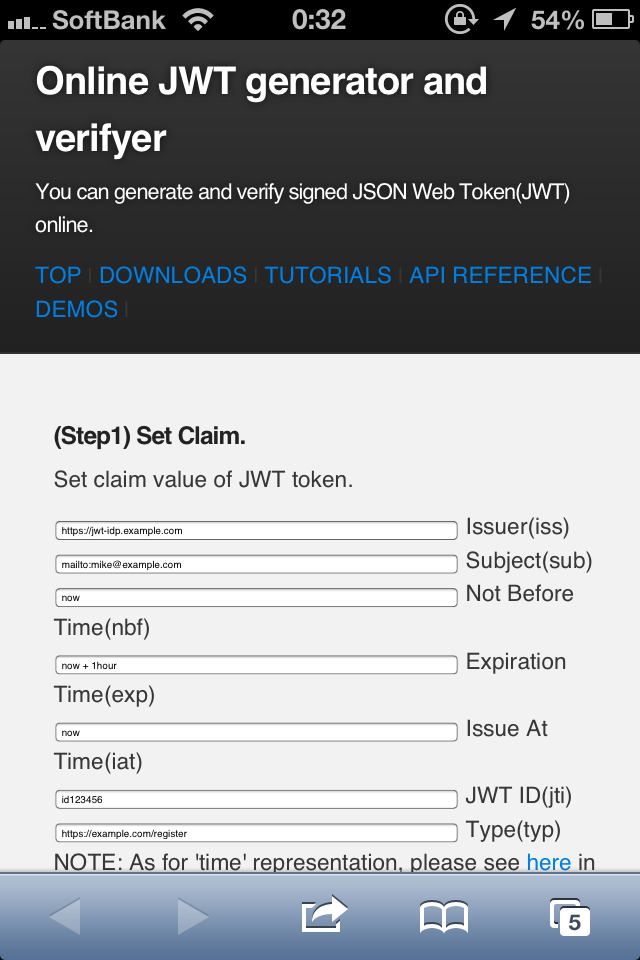 SoftBank 0:32 54%
Online JWT generator and
verifyer
You can generate and verify signed JSON Web Token(JWT)
online.
TOP | DOWNLOADS | TUTORIALS | API REFERENCE |
DEMOS |
(Step1) Set Claim.
Set claim value of JWT token.
https://jwt-idp.example.com Issuer(iss)
mailto:mike@example.com Subject(sub)
now Not Before
Time(nbf)
now + 1hour Expiration
Time(exp)
now Issue At
Time(iat)
id123456 JWT ID(jti)
https://example.com/register Type(typ)
NOTE: As for 'time' representation, please see here in
5